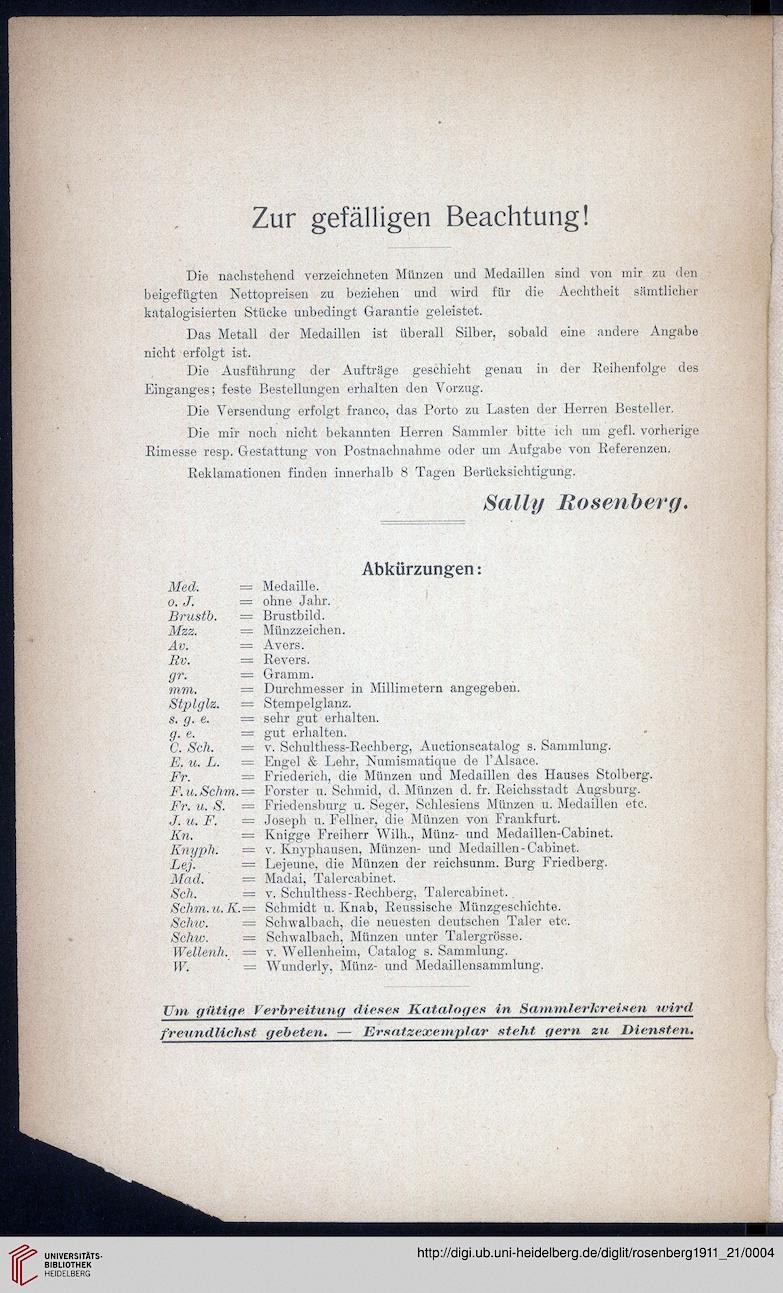 Zur gefälligen Beachtung!
Die nachstehend verzeichneten Münzen und Medaillen sind von mir zu den
beigefügten Nettopreisen zu beziehen und wird für die Aechtheit sämtlicher
katalogisierten Stücke unbedingt Garantie geleistet.
Das Metall der Medaillen ist überall Silber, sobald eine andere Angabe
nicht erfolgt ist.
Die Ausführung der Aufträge geschieht genau in der Reihenfolge des
Einganges; feste Bestellungen erhalten den Vorzug.
Die Versendung erfolgt franco, das Porto zu Lasten der Herren Besteller.
Die mir noch nicht bekannten Herren Sammler bitte ich um gefl. vorherige
Rimesse resp. Gestattung von Postnachnahme oder um Aufgabe von Referenzen.
Reklamationen finden innerhalb 8 Tagen Berücksichtigung.
Sally Rosenberg.
Abkürzungen:
Med. = Medaille.
o. J. = ohne Jahr.
Brustb. = Brustbild.
Mzz. = Münzzeichen.
Av. = Avers.
Rv. = Revers.
gr. = Gramm.
mm. = Durchmesser in Millimetern angegeben.
Stplglz. = Stempelglanz.
s. g. e. = sehr gut erhalten.
g. e. = gut erhalten.
C. Sch. = v. Schulthess-Rechberg, Auctionscatalog s. Sammlung.
E. u. L. = Engel & Lehr, Numismatique de l'Alsace.
Fr. = Friederich, die Münzen und Medaillen des Hauses Stolberg.
F. u. Schm. = Forster u. Schmid, d. Münzen d. fr. Reichsstadt Augsburg.
Fr. u. S. = Friedensburg u. Seger, Schlesiens Münzen u. Medaillen etc.
J. u. F. = Joseph u. Fellner, die Münzen von Frankfurt.
Kn. = Knigge Freiherr Wilh., Münz- und Medaillen-Cabinet.
Knyph. = v. Knyphausen, Münzen- und Medaillen-Cabinet.
Lej. = Lejeune, die Münzen der reichsunm. Burg Friedberg.
Mad. = Madai, Talercabinet.
Sch. = v. Schulthess-Rechberg, Talercabinet.
Schm. u. K. = Schmidt u. Knab, Reussische Münzgeschichte.
Schw. = Schwalbach, die neuesten deutschen Taler etc.
Schw. = Schwalbach, Münzen unter Talergrösse.
Wellenh. = v. Wellenheim, Catalog s. Sammlung.
W. = Wunderly, Münz- und Medaillensammlung.
Um gütige Verbreitung dieses Kataloges in Sammlerkreisen wird
freundlichst gebeten. — Ersatzexemplar steht gern zu Diensten.
UNIVERSITÄTS-
BIBLIOTHEK
HEIDELBERG
http://digi.ub.uni-heidelberg.de/diglit/rosenberg1911_21/0004